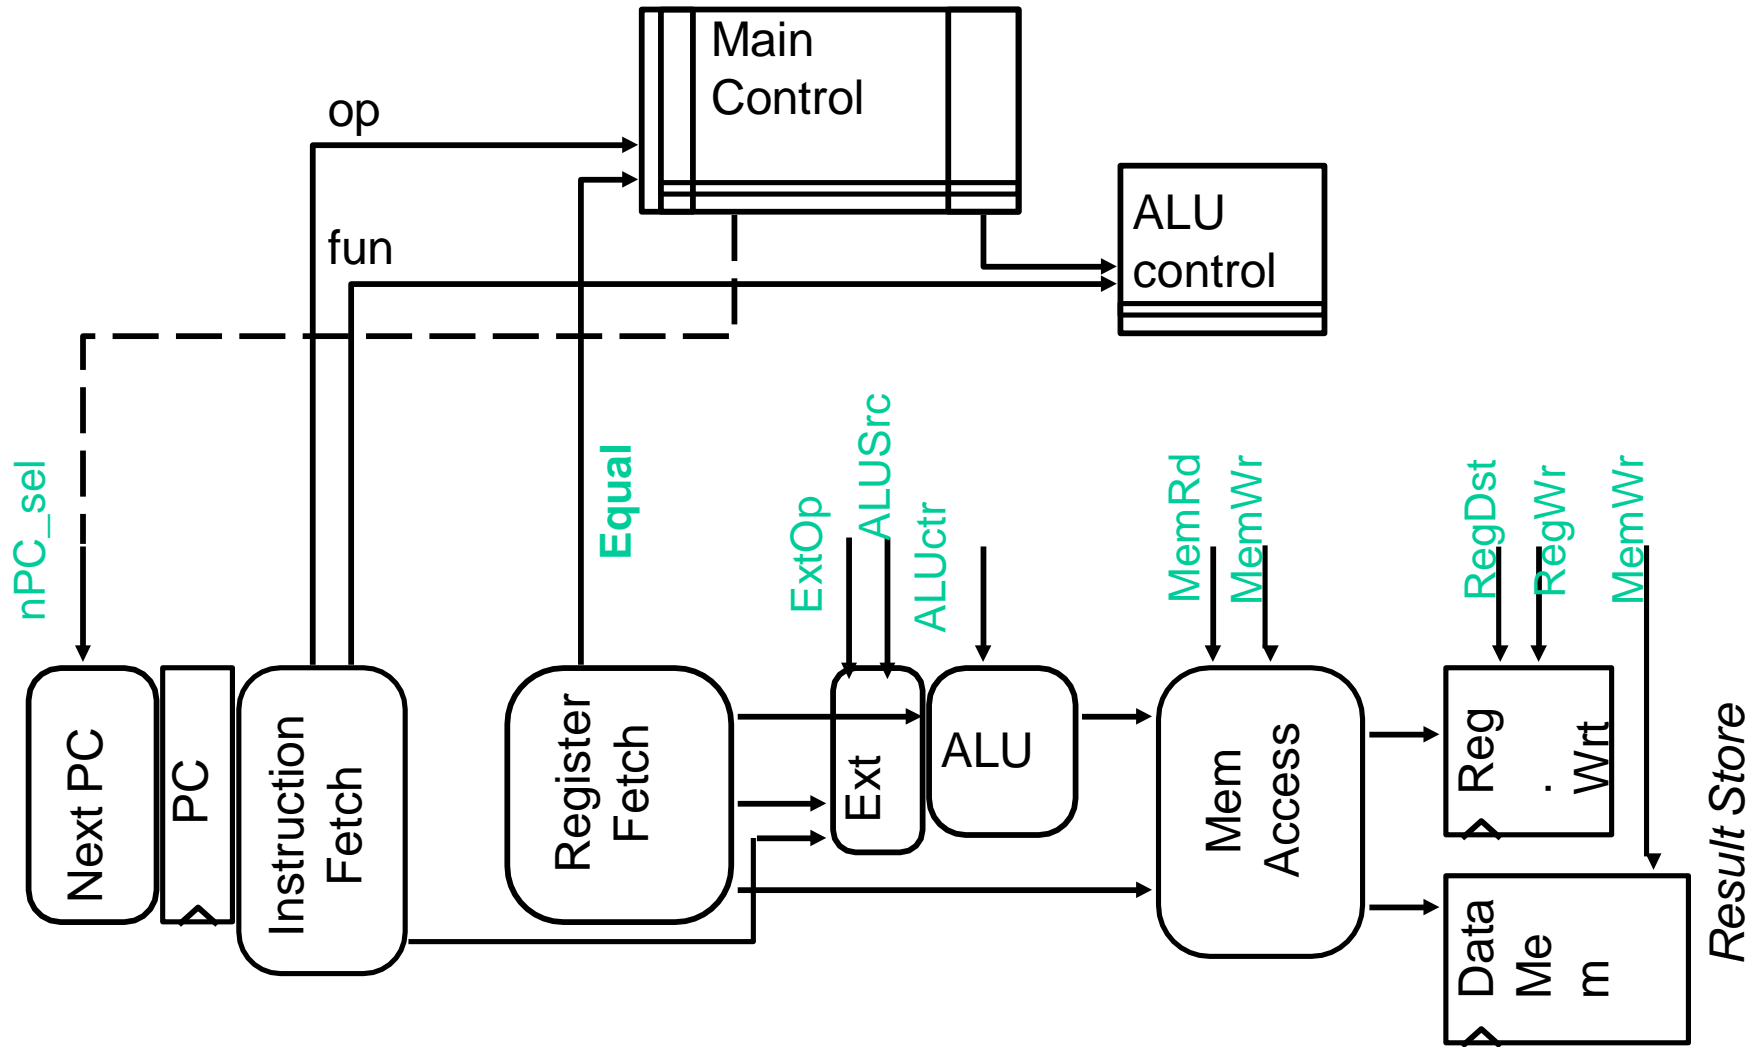 Main
Control
op
ALU
control
fun
nPC_sel
Equal
ExtOp
ALUSrc
ALUctr
MemRd
MemWr
RegDst
RegWr
MemWr
Next PC
PC
Instruction
Fetch
Register
Fetch
Ext
ALU
Mem
Access
Reg
.
Wrt
Data
Me
m
Result Store